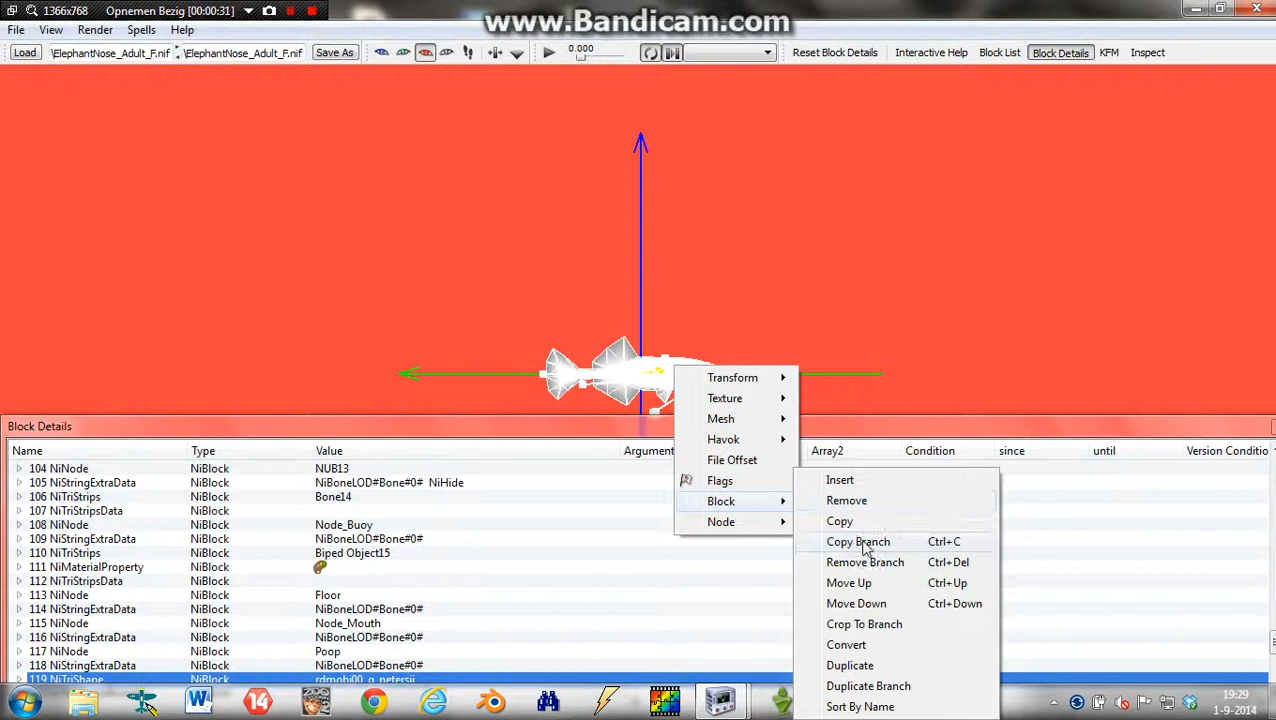 www.Bandicam.com
1366x768 Opnemen Bezig [00:00:31]
File View Render Spells Help
Load \ElephantNose_Adult_F.nif \ElephantNose_Adult_F.nif Save As 0.000 Reset Block Details Interactive Help Block List Block Details KFM Inspect
Transform
Texture
Mesh
Havok
File Offset
Flags
Block
Node
Insert
Remove
Copy
Copy Branch Ctrl+C
Remove Branch Ctrl+Del
Move Up Ctrl+Up
Move Down Ctrl+Down
Crop To Branch
Convert
Duplicate
Duplicate Branch
Sort By Name
Block Details
Name Type Value Argument Array2 Condition since until Version Conditio
104 NiNode NiBlock NUB13
105 NiStringExtraData NiBlock NiBoneLOD#Bone#0# NiHide
106 NiTriStrips NiBlock Bone14
107 NiTriStripsData NiBlock
108 NiNode NiBlock Node_Buoy
109 NiStringExtraData NiBlock NiBoneLOD#Bone#0#
110 NiTriStrips NiBlock Biped Object15
111 NiMaterialProperty NiBlock
112 NiTriStripsData NiBlock
113 NiNode NiBlock Floor
114 NiStringExtraData NiBlock NiBoneLOD#Bone#0#
115 NiNode NiBlock Node_Mouth
116 NiStringExtraData NiBlock NiBoneLOD#Bone#0#
117 NiNode NiBlock Poop
118 NiStringExtraData NiBlock NiBoneLOD#Bone#0#
119 NiTriShape NiBlock rdmobi00_g_petersii
14
19:29
1-9-2014